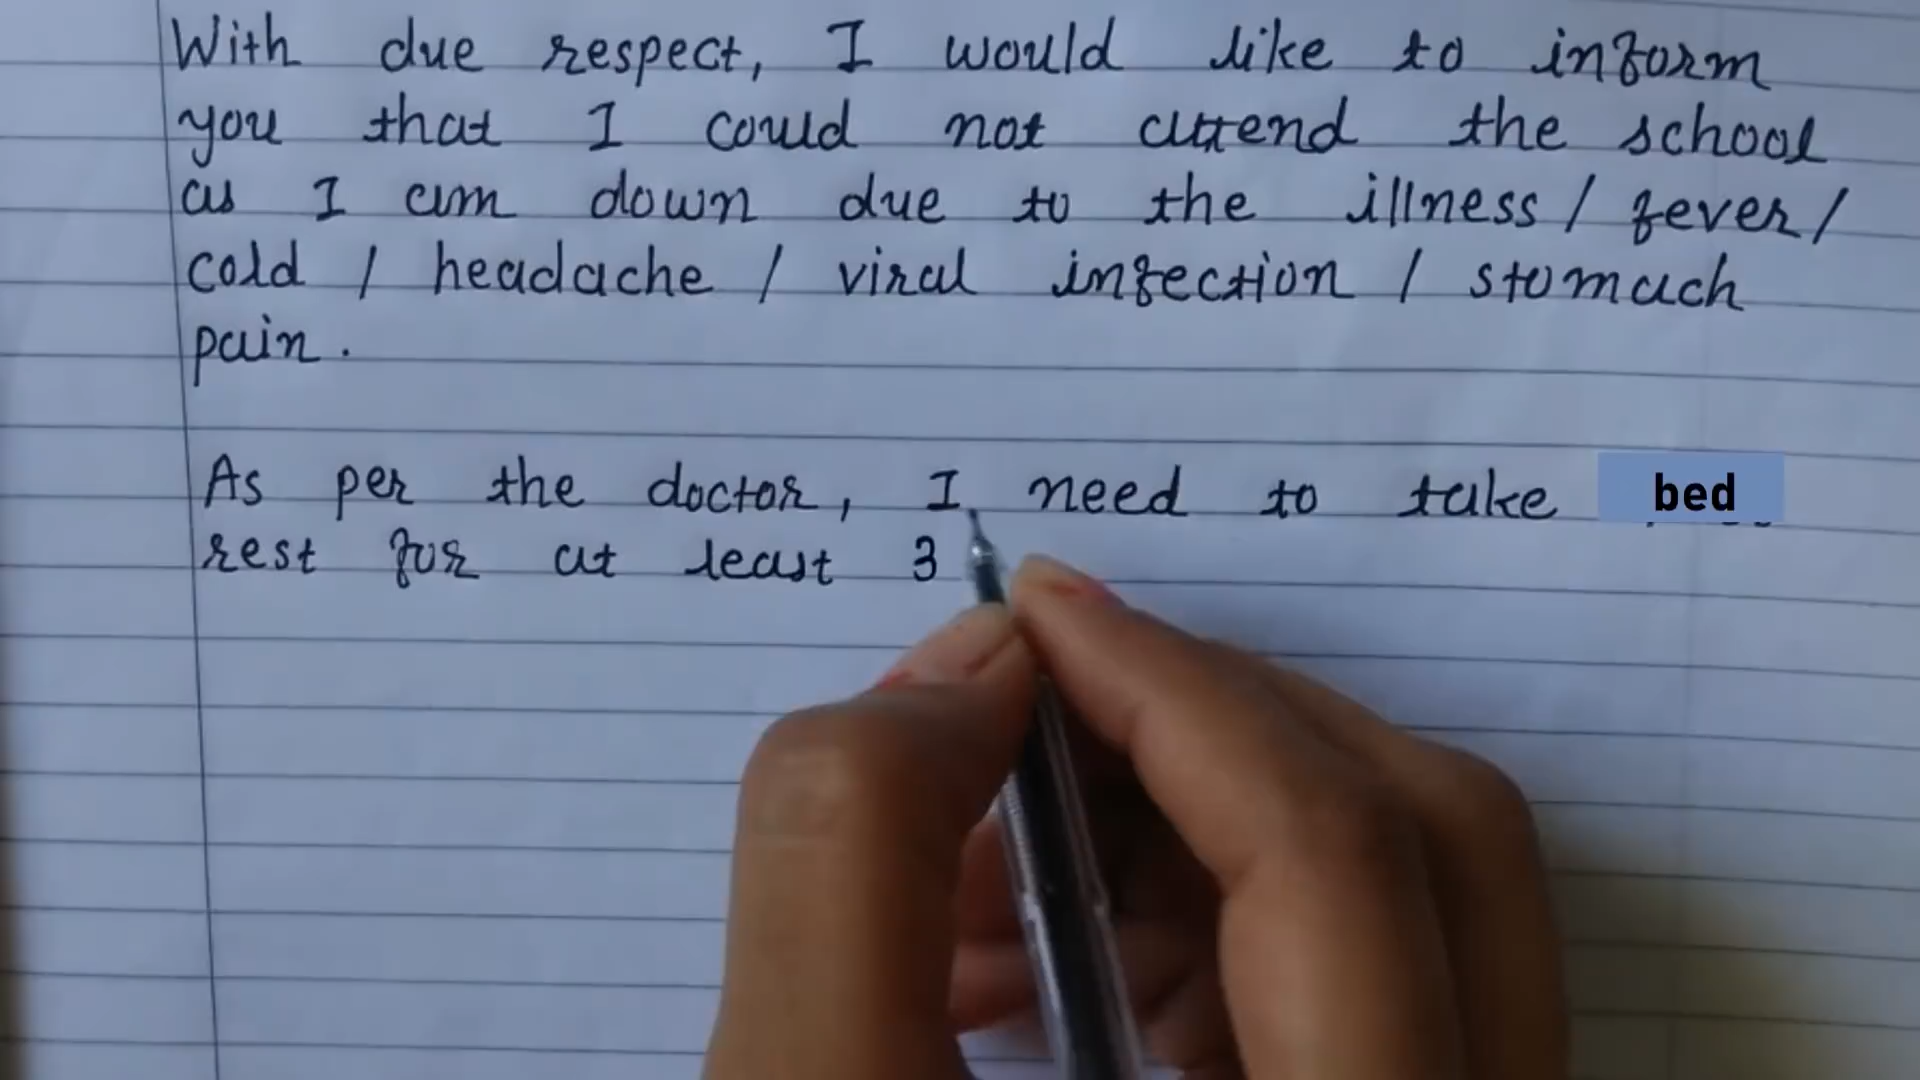 With due respect, I would like to inform
you that I could not attend the school
as I am down due to the illness / fever /
cold / headache / viral infection / stomach
pain.
As per the doctor, I need to take bed
rest for at least 3